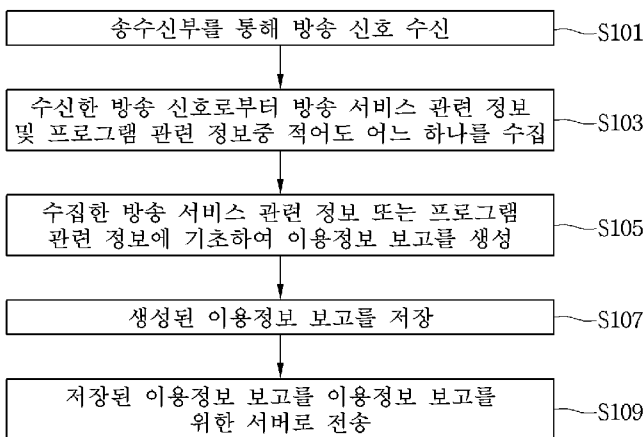 송수신부를 통해 방송 신호 수신
S101
수신한 방송 신호로부터 방송 서비스 관련 정보
및 프로그램 관련 정보중 적어도 어느 하나를 수집
S103
수집한 방송 서비스 관련 정보 또는 프로그램
관련 정보에 기초하여 이용정보 보고를 생성
S105
생성된 이용정보 보고를 저장
S107
저장된 이용정보 보고를 이용정보 보고를
위한 서버로 전송
S109